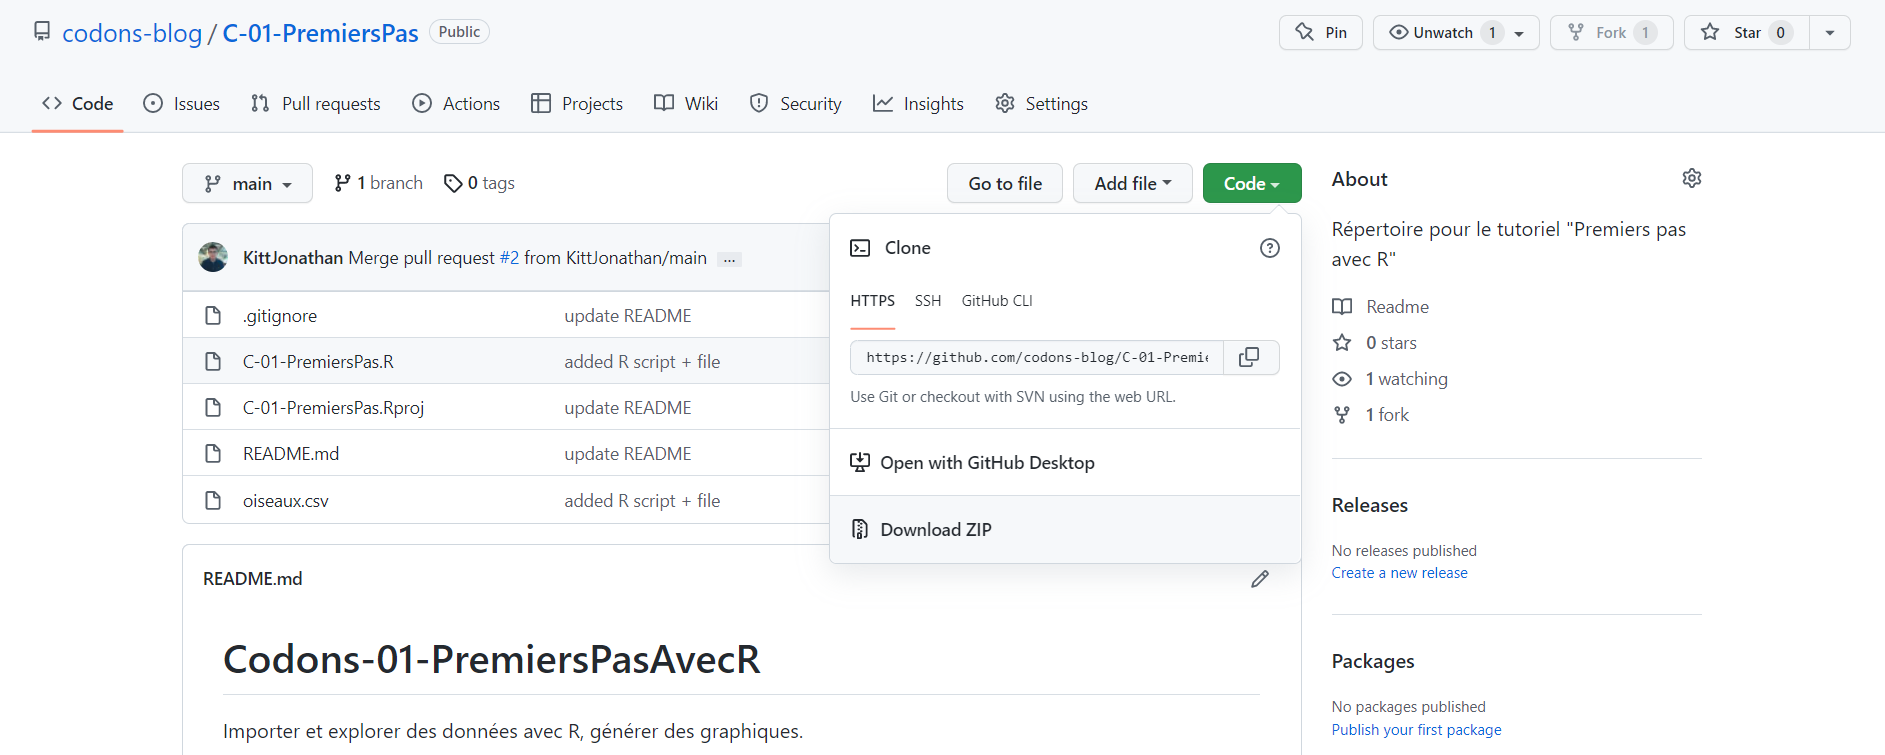 codons-blog / C-01-PremiersPas Public
Pin
Unwatch 1
Fork 1
Star 0
Code
Issues
Pull requests
Actions
Projects
Wiki
Security
Insights
Settings
main
1 branch
0 tags
Go to file
Add file
Code
KittJonathan Merge pull request #2 from KittJonathan/main ...
.gitignore update README
C-01-PremiersPas.R added R script + file
C-01-PremiersPas.Rproj update README
README.md update README
oiseaux.csv added R script + file
Clone
HTTPS SSH GitHub CLI
https://github.com/codons-blog/C-01-Premie
Use Git or checkout with SVN using the web URL.
Open with GitHub Desktop
Download ZIP
README.md
Codons-01-PremiersPasAvecR
Importer et explorer des données avec R, générer des graphiques.
About
Répertoire pour le tutoriel "Premiers pas
avec R"
Readme
0 stars
1 watching
1 fork
Releases
No releases published
Create a new release
Packages
No packages published
Publish your first package